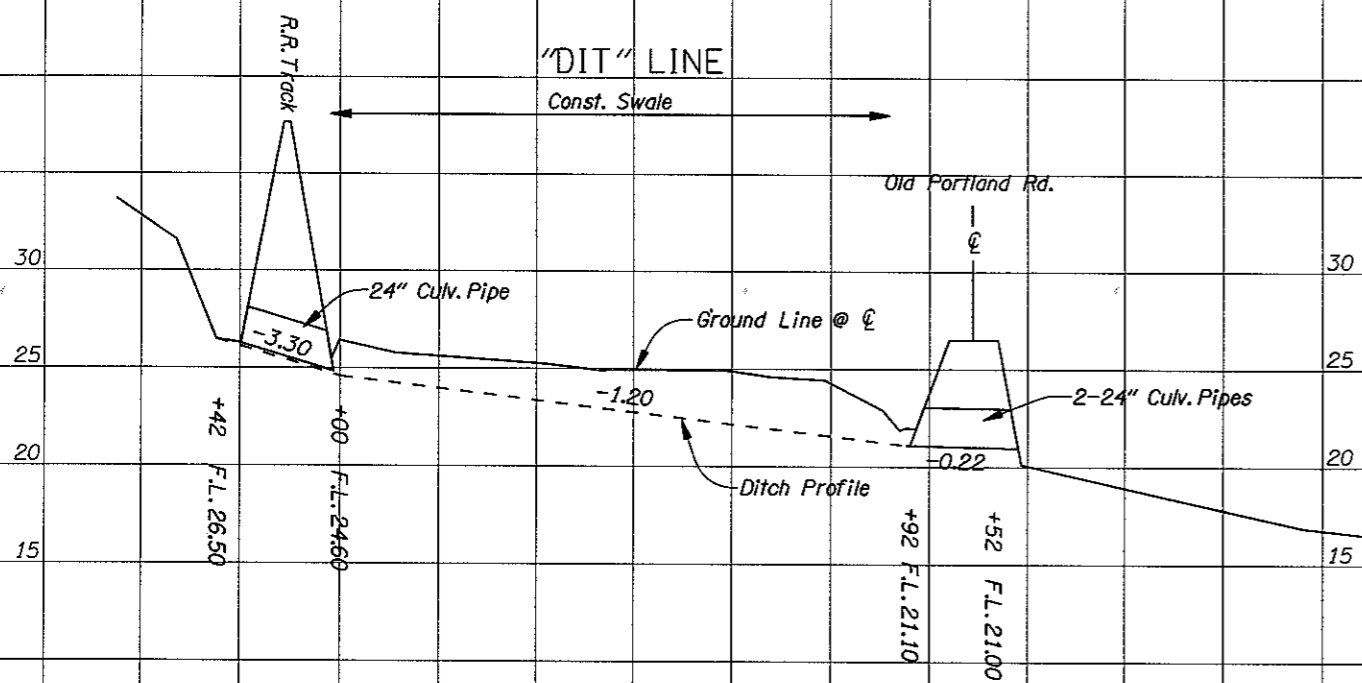 "DIT" LINE
Const. Swale
R.R. Track
Old Portland Rd.
℄
30
30
24" Culv. Pipe
-3.30
Ground Line @ ℄
25
25
-1.20
2-24" Culv. Pipes
20
20
-0.22
Ditch Profile
+42 F.L. 26.50
+00 F.L. 24.60
+92 F.L. 21.10
+52 F.L. 21.00
15
15